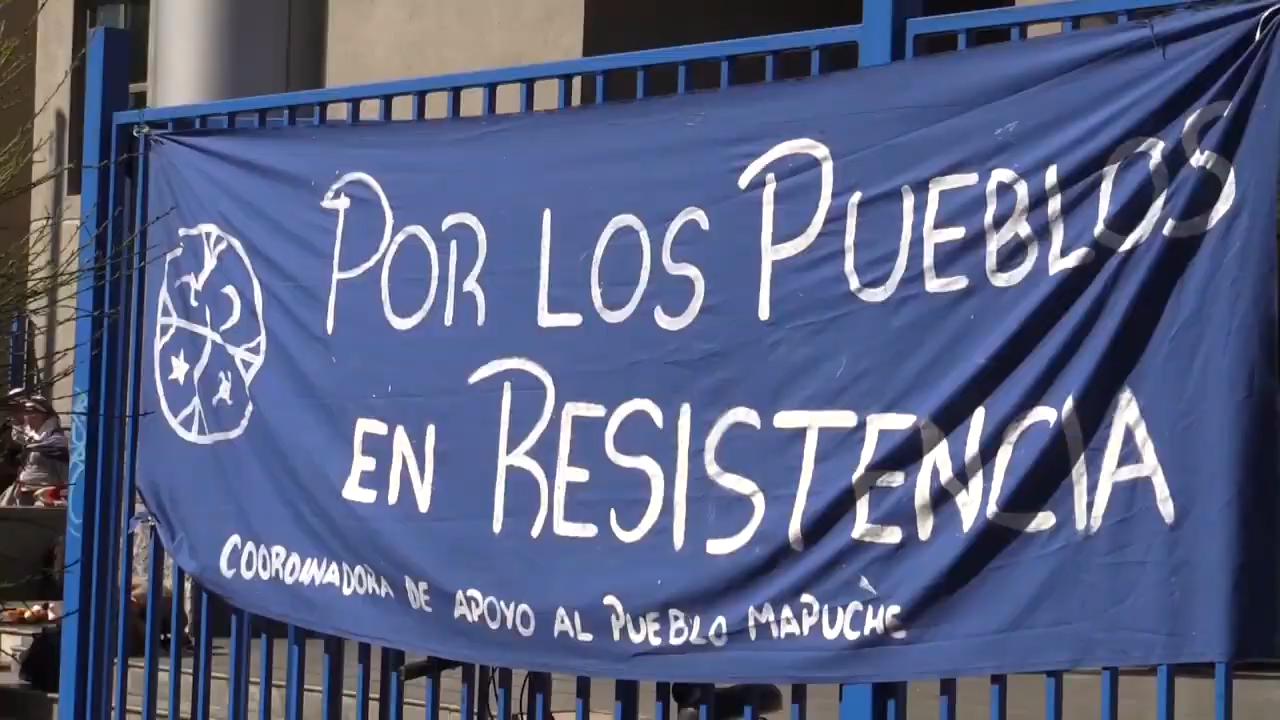 POR LOS PUEBLOS
EN RESISTENCIA
COORDINADORA DE APOYO AL PUEBLO MAPUCHE